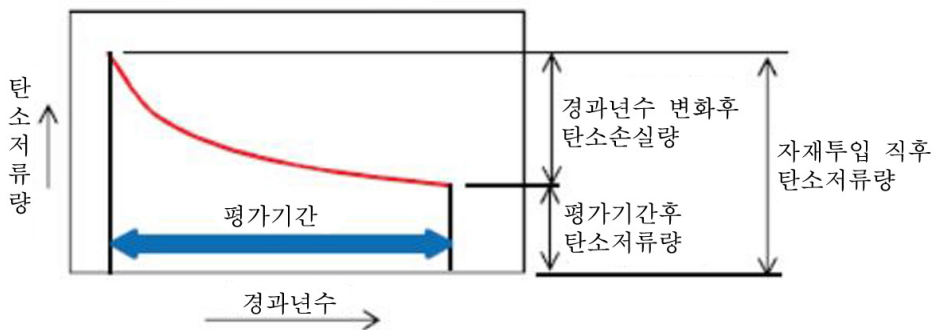 탄소저류량
경과년수 변화후
탄소손실량
자재투입 직후
탄소저류량
평가기간
평가기간후
탄소저류량
경과년수